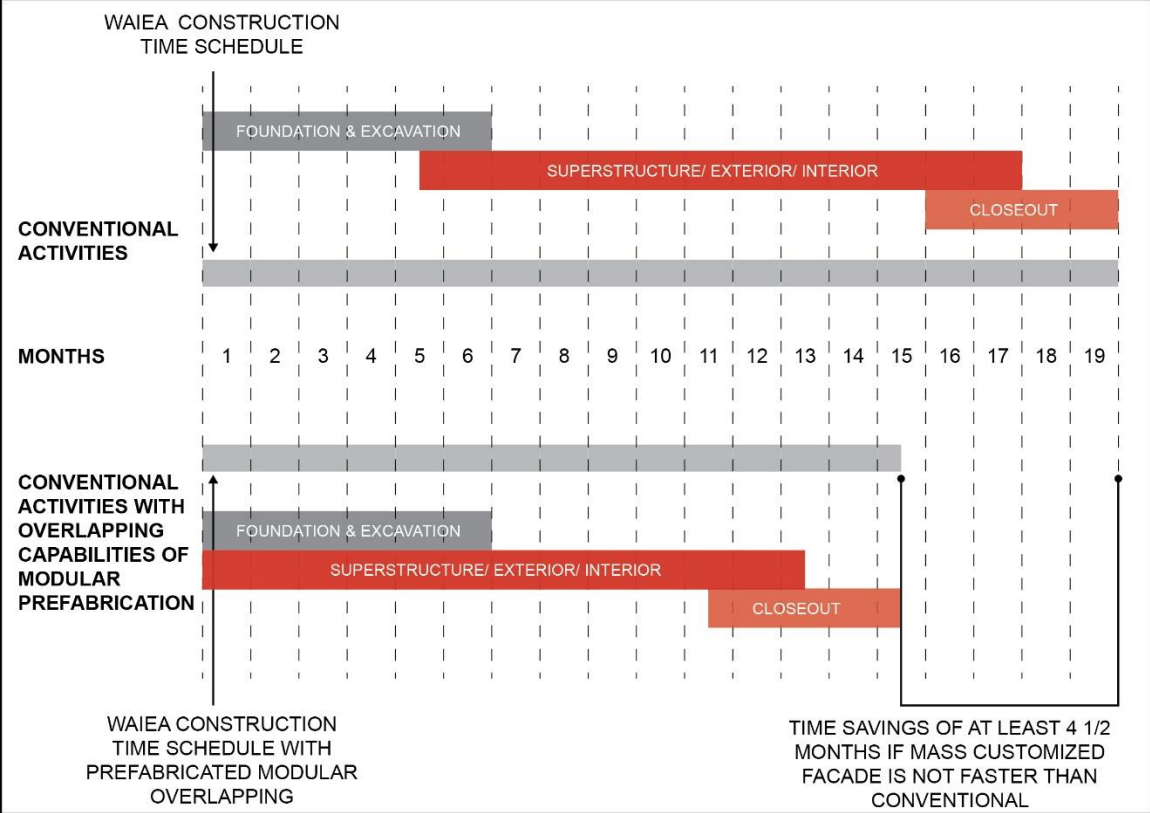 WAIEA CONSTRUCTION
TIME SCHEDULE
FOUNDATION & EXCAVATION
SUPERSTRUCTURE/ EXTERIOR/ INTERIOR
CLOSEOUT
CONVENTIONAL
ACTIVITIES
MONTHS 1 2 3 4 5 6 7 8 9 10 11 12 13 14 15 16 17 18 19
CONVENTIONAL
ACTIVITIES WITH
OVERLAPPING
CAPABILITIES OF
MODULAR
PREFABRICATION
FOUNDATION & EXCAVATION
SUPERSTRUCTURE/ EXTERIOR/ INTERIOR
CLOSEOUT
WAIEA CONSTRUCTION
TIME SCHEDULE WITH
PREFABRICATED MODULAR
OVERLAPPING
TIME SAVINGS OF AT LEAST 4 1/2
MONTHS IF MASS CUSTOMIZED
FACADE IS NOT FASTER THAN
CONVENTIONAL